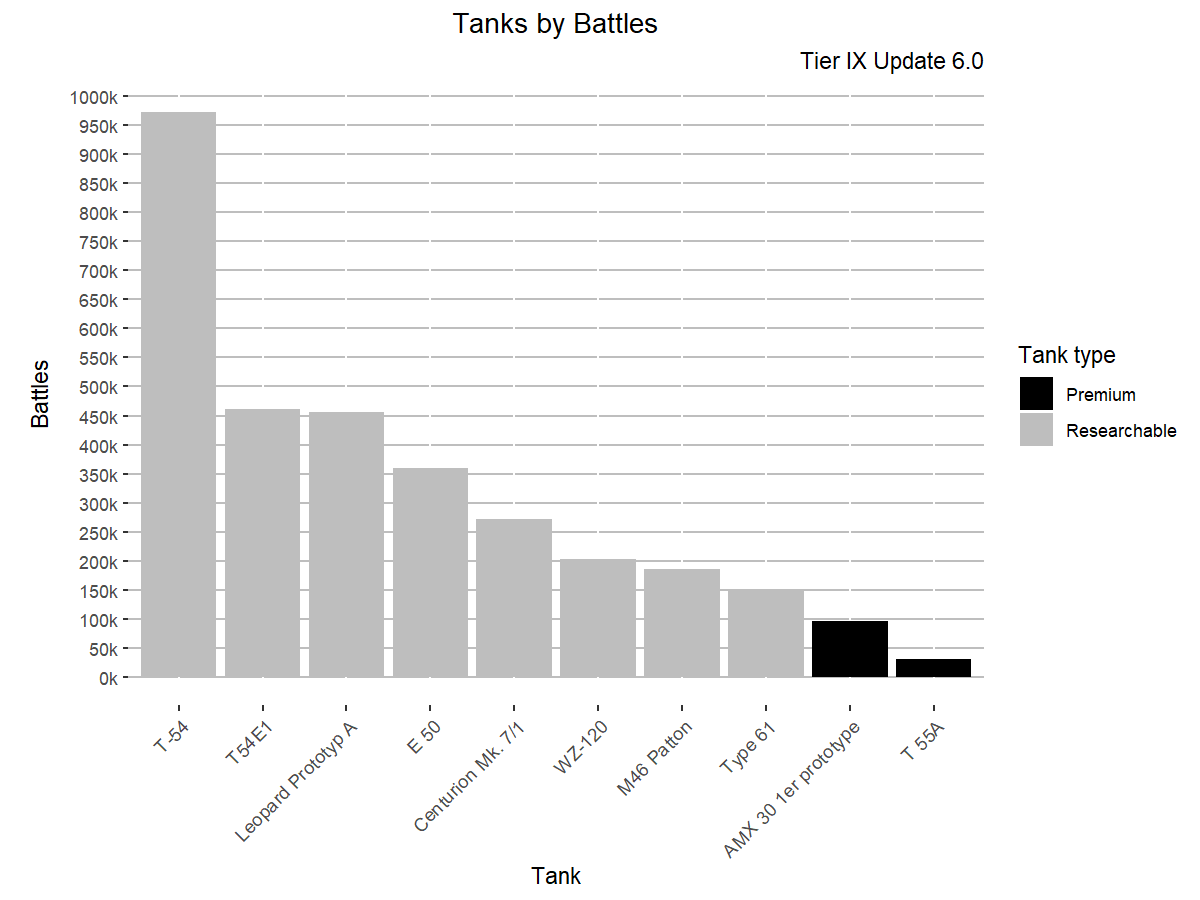 Tanks by Battles
Tier IX Update 6.0
1000k
950k
900k
850k
800k
750k
700k
650k
600k
550k
500k
450k
400k
350k
300k
250k
200k
150k
100k
50k
0k
Battles
T-54
T54E1
Leopard Prototyp A
E 50
Centurion Mk. 7/1
WZ-120
M46 Patton
Type 61
AMX 30 1er prototype
T 55A
Tank
Tank type
Premium
Researchable